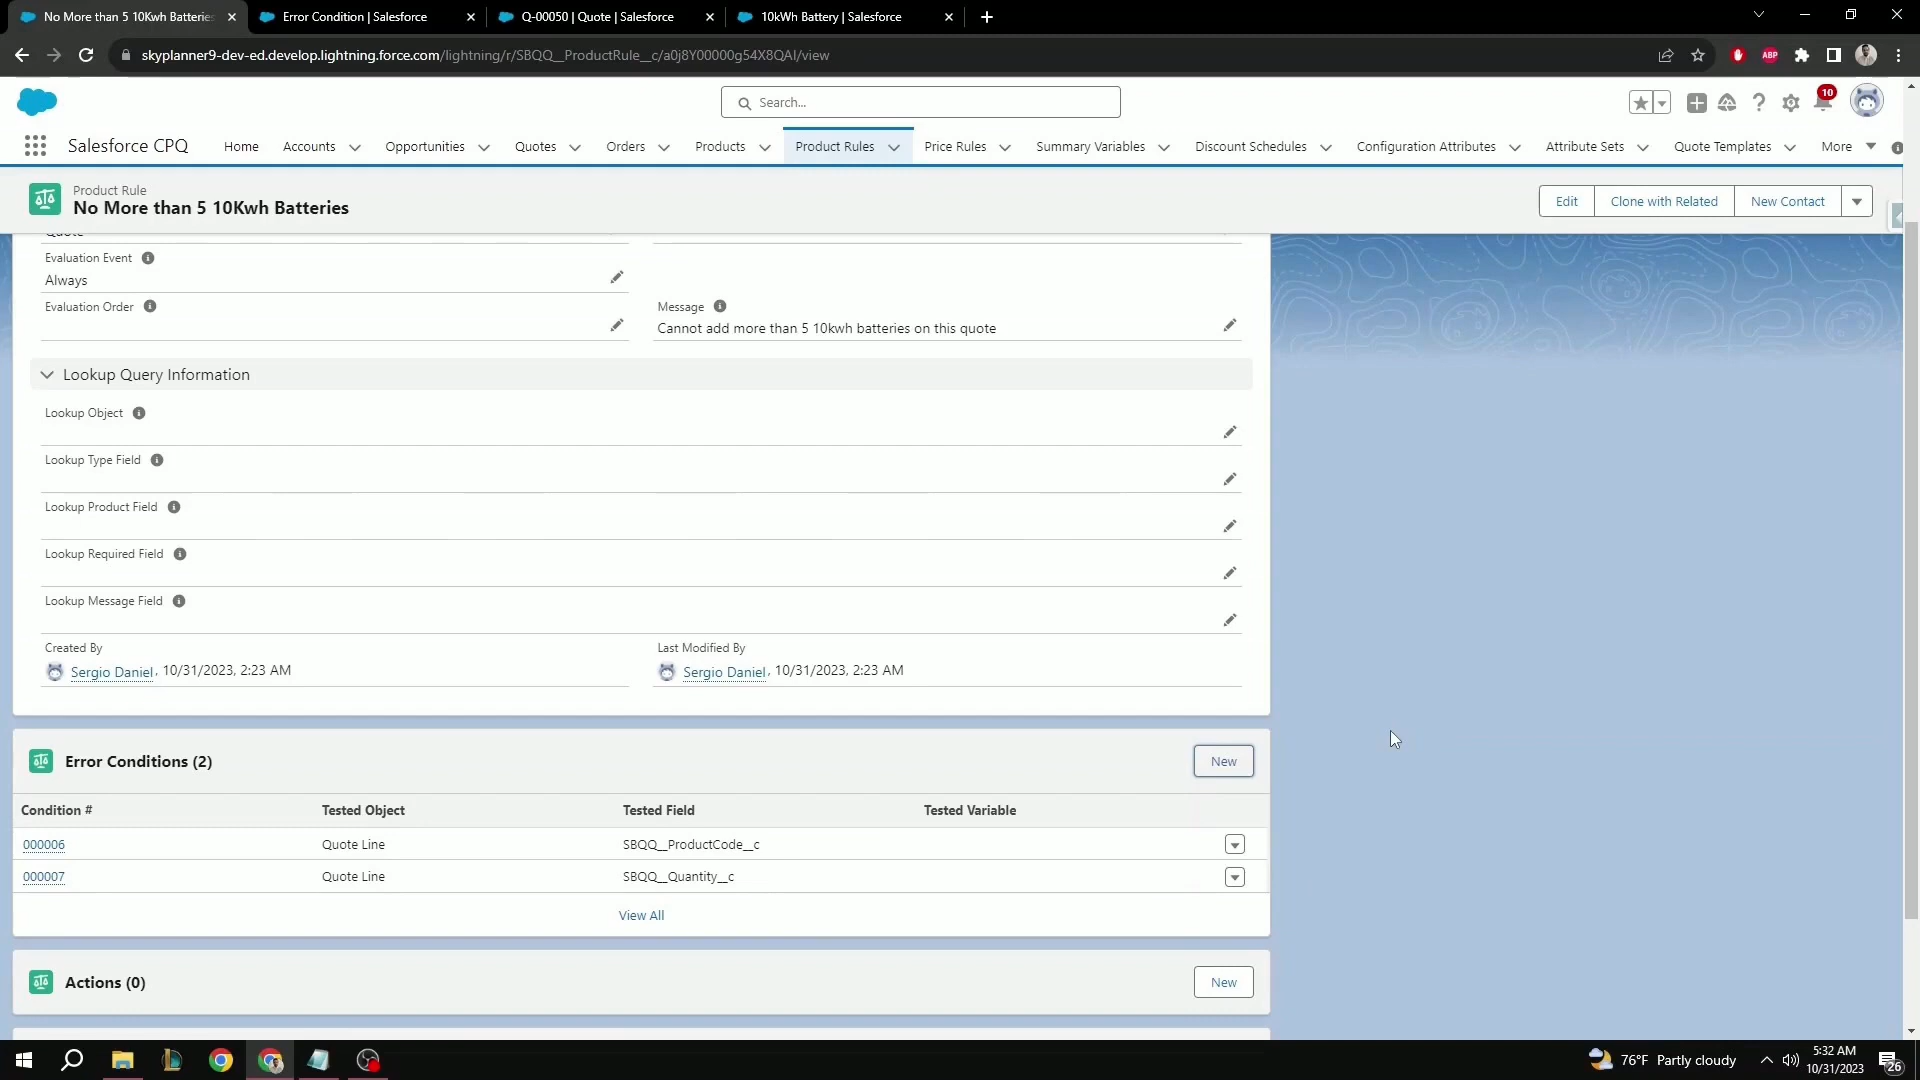 No More than 5 10Kwh Batteries
Error Condition | Salesforce
Q-00050 | Quote | Salesforce
10kWh Battery | Salesforce
skyplanner9-dev-ed.develop.lightning.force.com/lightning/r/SBQQ__ProductRule__c/a0j8Y00000g54X8QAI/view
ABP
Search...
10
Salesforce CPQ
Home
Accounts
Opportunities
Quotes
Orders
Products
Product Rules
Price Rules
Summary Variables
Discount Schedules
Configuration Attributes
Attribute Sets
Quote Templates
More
Product Rule
No More than 5 10Kwh Batteries
Edit
Clone with Related
New Contact
Quote
Evaluation Event
Always
Evaluation Order
Message
Cannot add more than 5 10kwh batteries on this quote
Lookup Query Information
Lookup Object
Lookup Type Field
Lookup Product Field
Lookup Required Field
Lookup Message Field
Created By
Sergio Daniel, 10/31/2023, 2:23 AM
Last Modified By
Sergio Daniel, 10/31/2023, 2:23 AM
Error Conditions (2)
New
Condition # Tested Object Tested Field Tested Variable
000006 Quote Line SBQQ__ProductCode__c
000007 Quote Line SBQQ__Quantity__c
View All
Actions (0)
New
76°F Partly cloudy
5:32 AM
10/31/2023
26